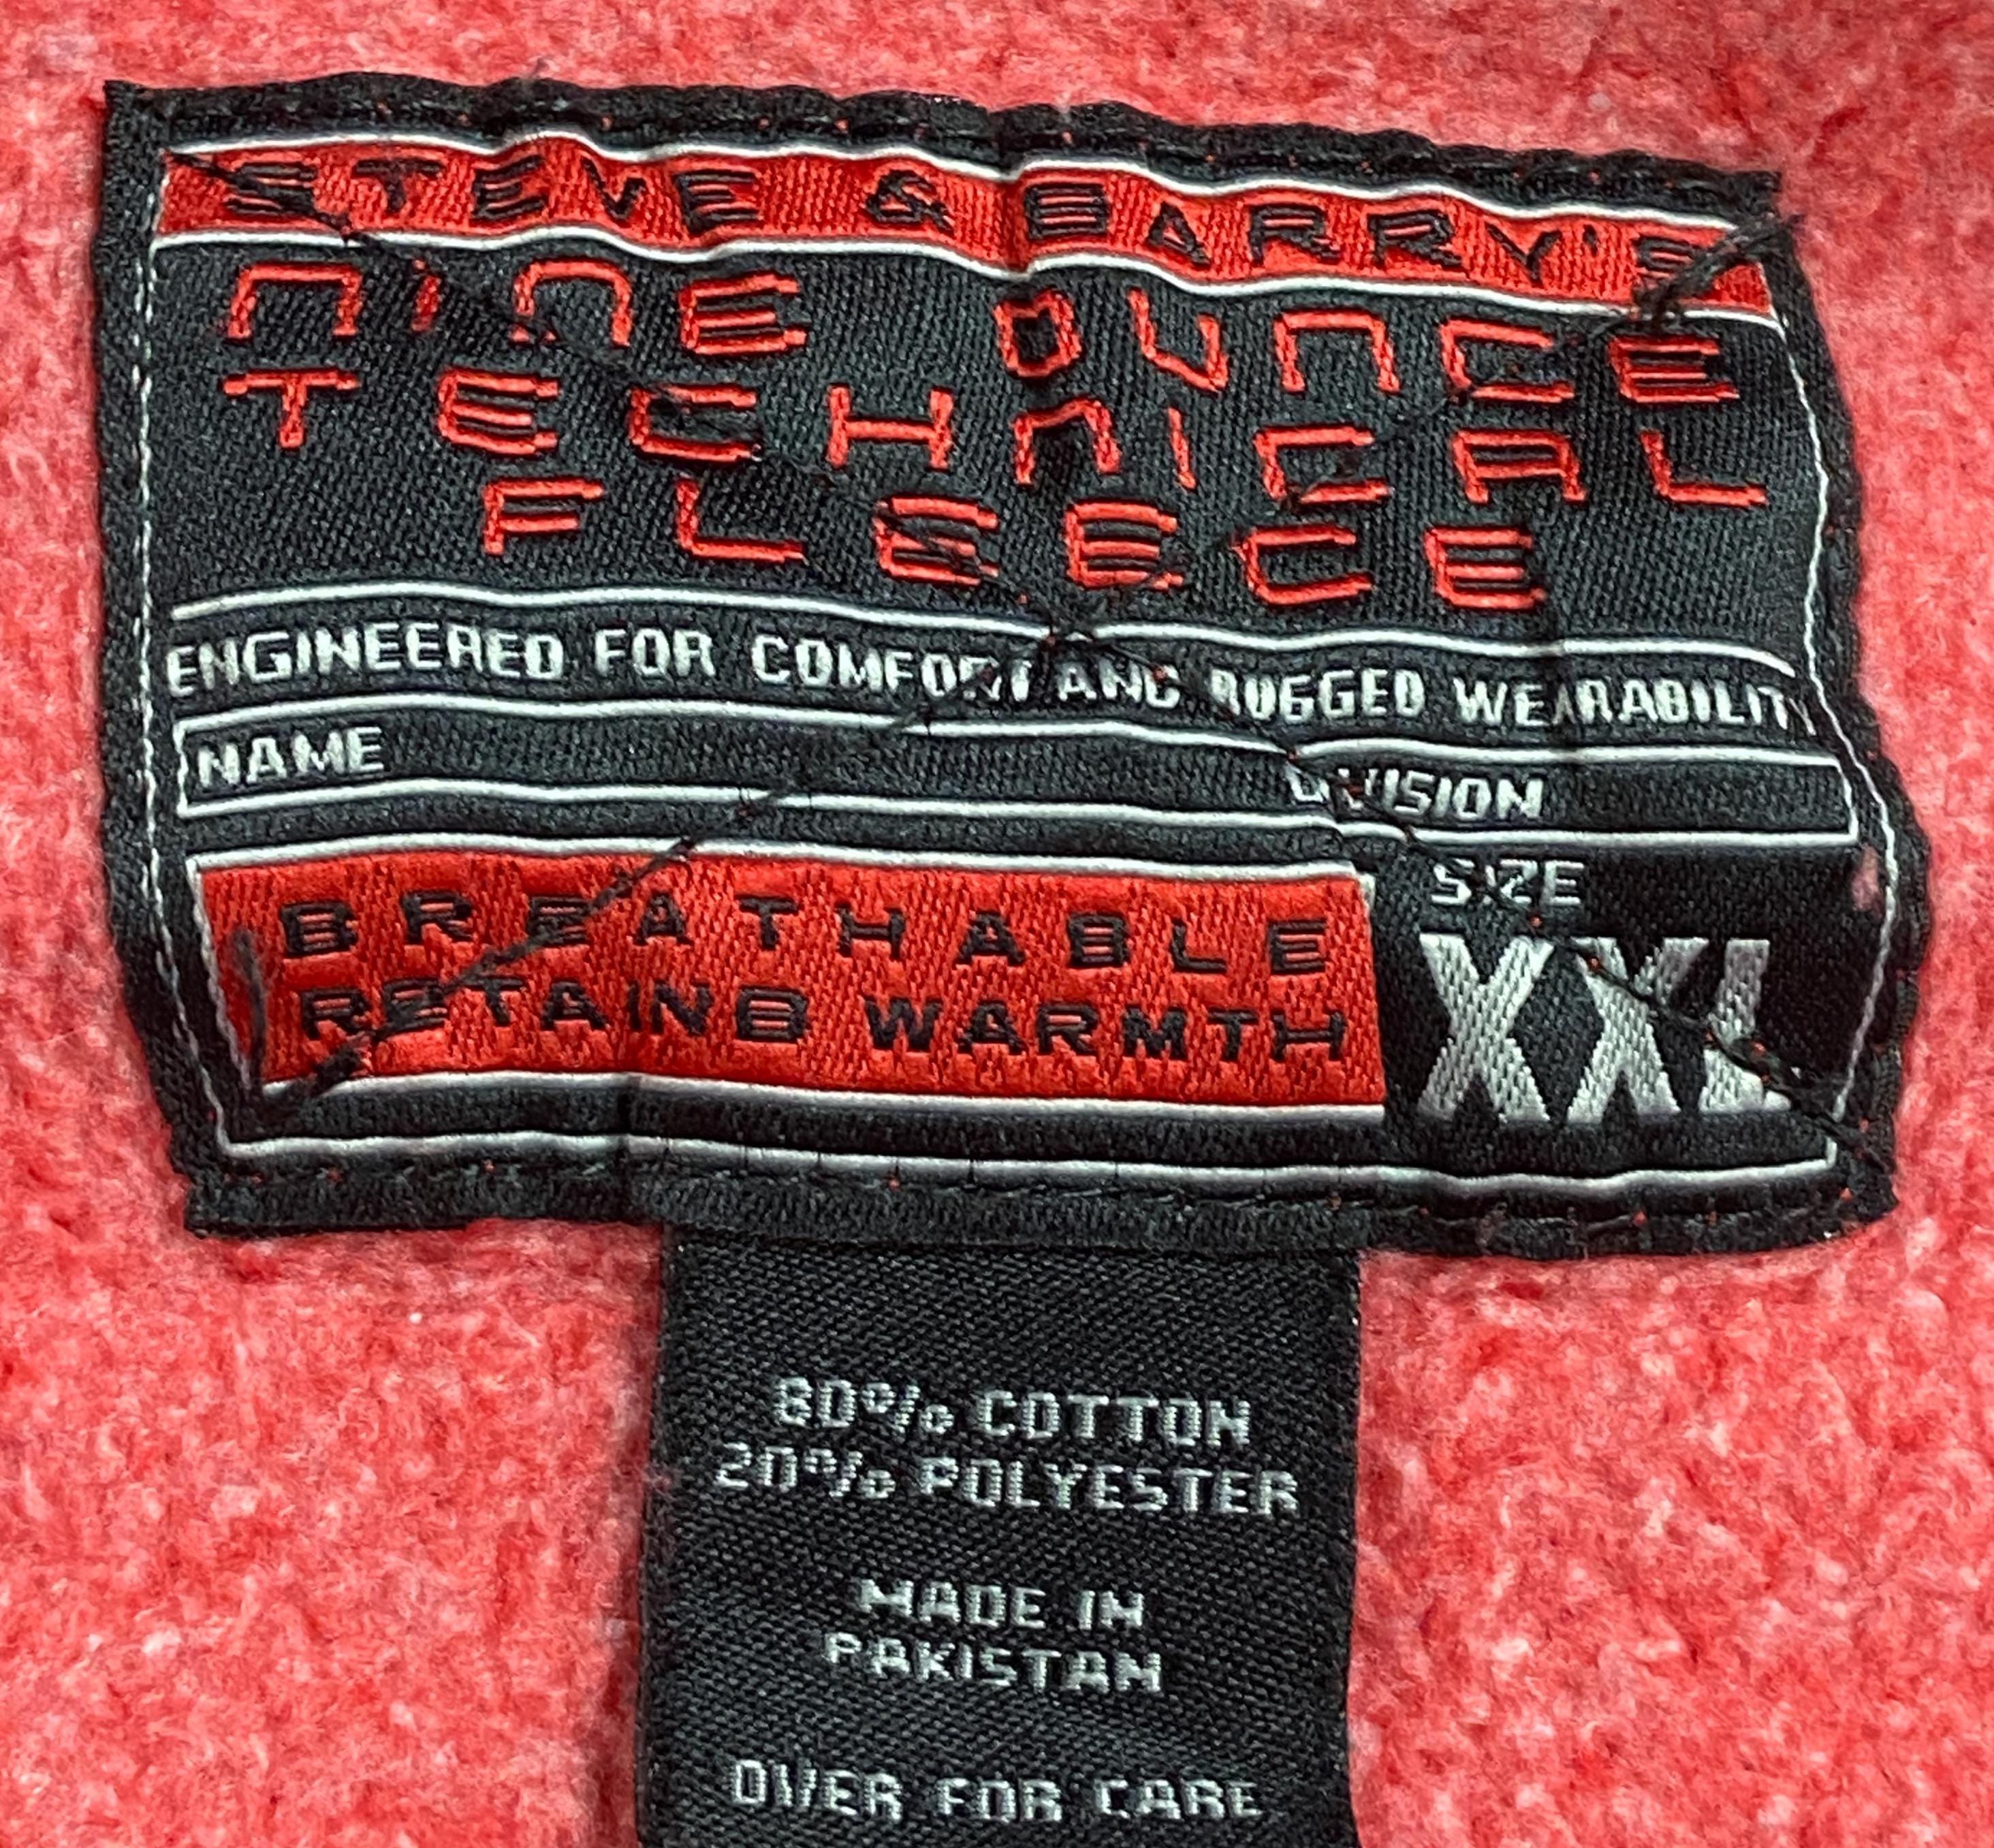 STEVE & BARRY'S
NINE OUNCE
TECHNICAL
FLEECE
ENGINEERED FOR COMFORT AND RUGGED WEARABILITY
NAME DIVISION
BREATHABLE
RETAINS WARMTH
SIZE
XXL
80% COTTON
20% POLYESTER
MADE IN
PAKISTAN
OVER FOR CARE